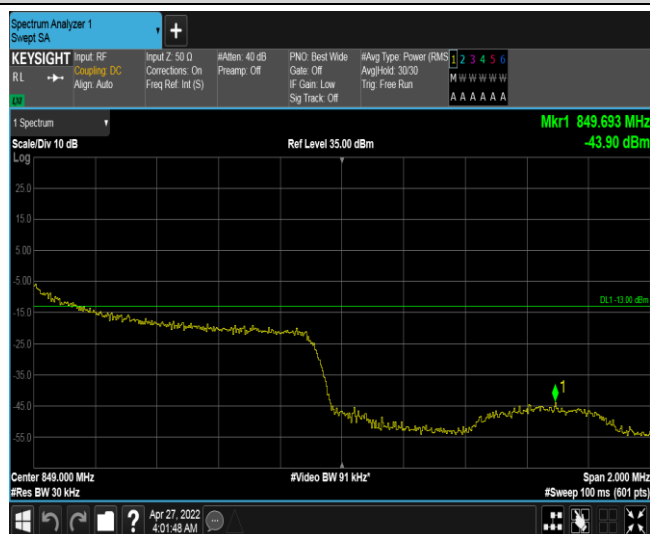 Spectrum Analyzer 1
Swept SA
+
KEYSIGHT
RL
LXI
Input: RF
Coupling: DC
Align: Auto
Input Z: 50 Ω
Corrections: On
Freq Ref: Int (S)
#Atten: 40 dB
Preamp: Off
PNO: Best Wide
Gate: Off
IF Gain: Low
Sig Track: Off
#Avg Type: Power (RMS
Avg|Hold: 30/30
Trig: Free Run
1 2 3 4 5 6
M W W W W W
A A A A A A
1 Spectrum
Mkr1 849.693 MHz
Scale/Div 10 dB
Ref Level 35.00 dBm
-43.90 dBm
Log
25.0
15.0
5.00
-5.00
DL1 -13.00 dBm
-15.0
-25.0
-35.0
1
-45.0
-55.0
Center 849.000 MHz
#Video BW 91 kHz*
Span 2.000 MHz
#Res BW 30 kHz
#Sweep 100 ms (601 pts)
?
Apr 27, 2022
4:01:48 AM